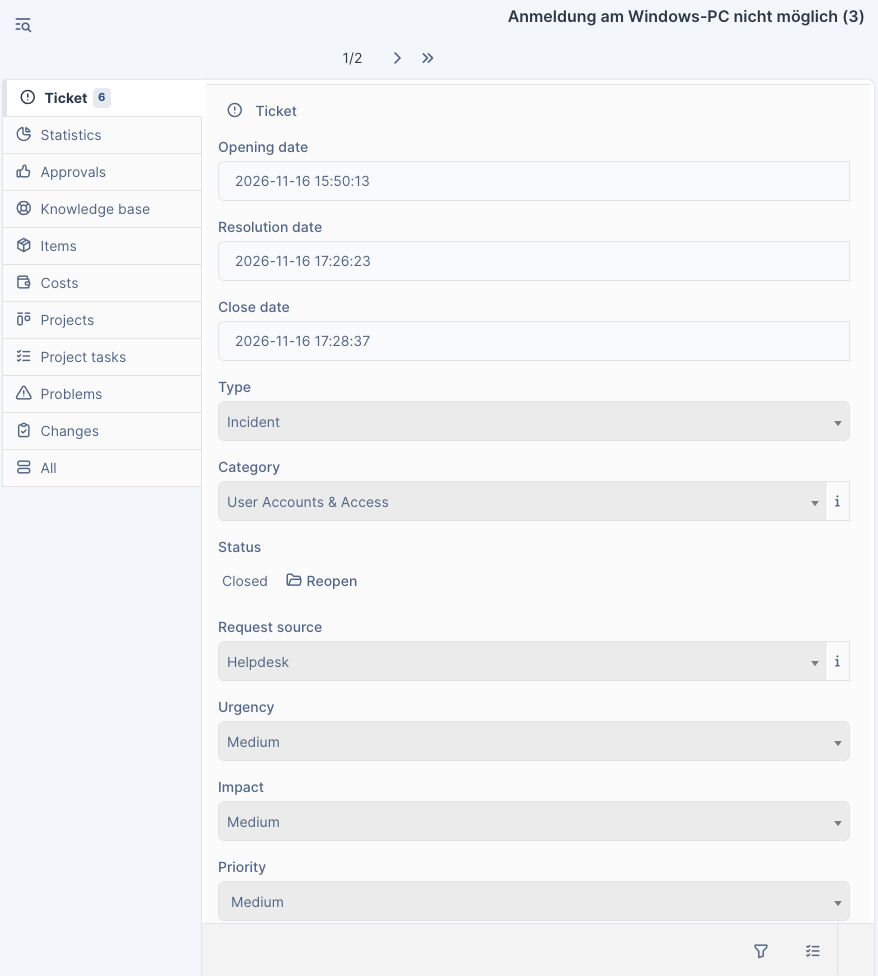 Anmeldung am Windows-PC nicht möglich (3)
1/2
Ticket 6
Statistics
Approvals
Knowledge base
Items
Costs
Projects
Project tasks
Problems
Changes
All
Ticket
Opening date
2026-11-16 15:50:13
Resolution date
2026-11-16 17:26:23
Close date
2026-11-16 17:28:37
Type
Incident
Category
User Accounts & Access
i
Status
Closed Reopen
Request source
Helpdesk
i
Urgency
Medium
Impact
Medium
Priority
Medium